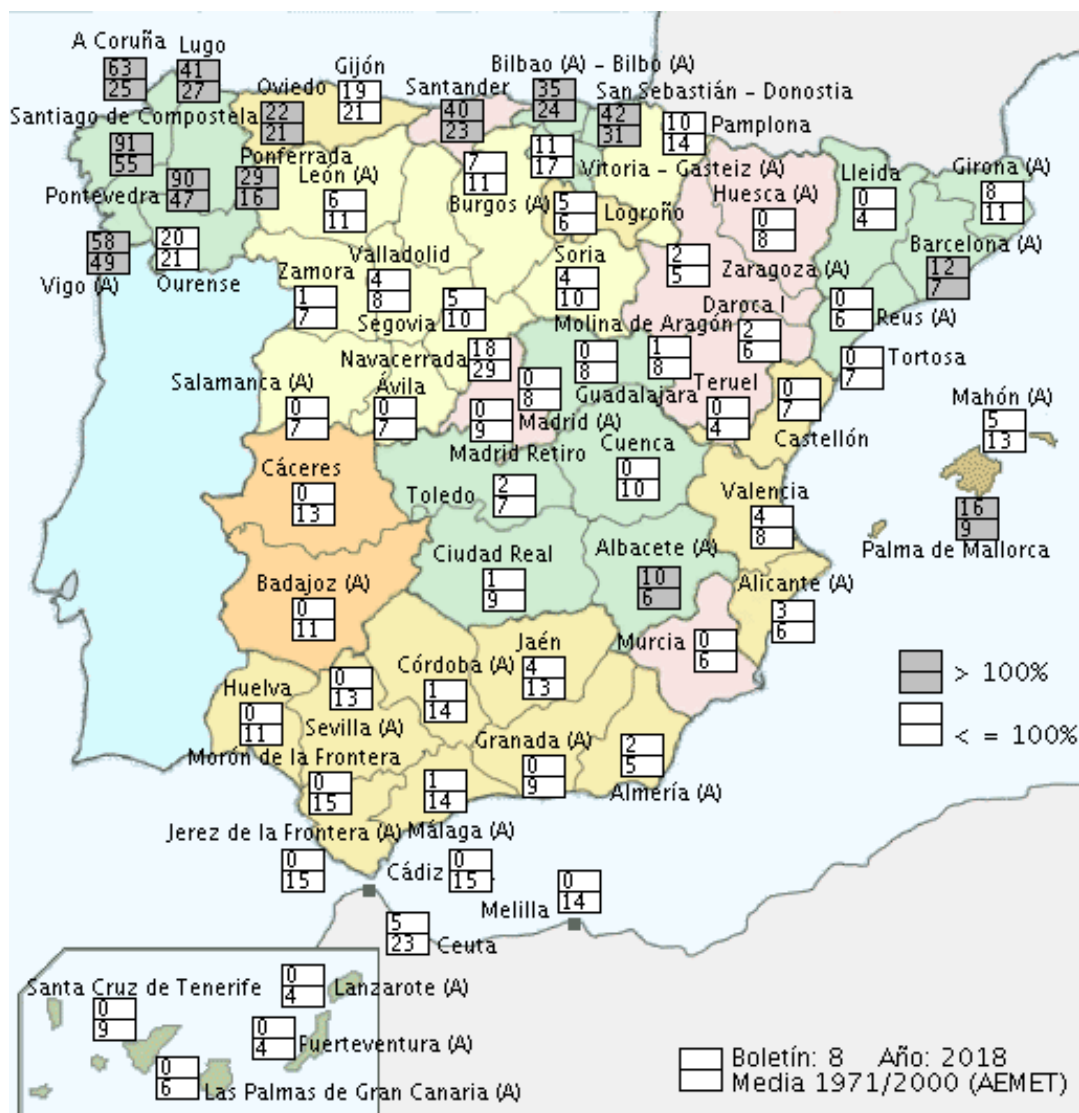 A Coruña
63
25
Lugo
41
27
Oviedo
22
21
Gijón
19
21
Santander
40
23
Bilbao (A) – Bilbo (A)
35
24
San Sebastián – Donostia
42
31
Pamplona
10
14
Santiago de Compostela
91
55
Pontevedra
90
47
Ponferrada
29
16
León (A)
6
11
Burgos (A)
7
11
Vitoria – Gasteiz (A)
11
17
Logroño
5
6
Huesca (A)
0
8
Lleida
0
4
Girona (A)
8
11
Vigo (A)
58
49
Ourense
20
21
Zamora
1
7
Valladolid
4
8
Soria
4
10
Zaragoza (A)
2
5
Barcelona (A)
12
7
Segovia
5
10
Daroca I
2
6
Reus (A)
0
6
Navacerrada
18
29
Molina de Aragón
1
8
Guadalajara
0
8
Tortosa
0
7
Salamanca (A)
0
7
Ávila
0
7
Madrid (A)
0
8
Madrid Retiro
0
9
Teruel
0
4
Castellón
0
7
Mahón (A)
5
13
Cáceres
0
13
Toledo
2
7
Cuenca
0
10
Valencia
4
8
Palma de Mallorca
16
9
Badajoz (A)
0
11
Ciudad Real
1
9
Albacete (A)
10
6
Alicante (A)
3
6
Murcia
0
6
Huelva
0
11
Sevilla (A)
0
13
Córdoba (A)
1
14
Jaén
4
13
> 100%
< = 100%
Morón de la Frontera
0
15
Granada (A)
0
9
Almería (A)
2
5
Jerez de la Frontera (A)
0
15
Málaga (A)
1
14
Cádiz
0
15
Melilla
0
14
Ceuta
5
23
Santa Cruz de Tenerife
0
9
Lanzarote (A)
0
4
Fuerteventura (A)
0
4
Las Palmas de Gran Canaria (A)
0
6
Boletín: 8 Año: 2018
Media 1971/2000 (AEMET)